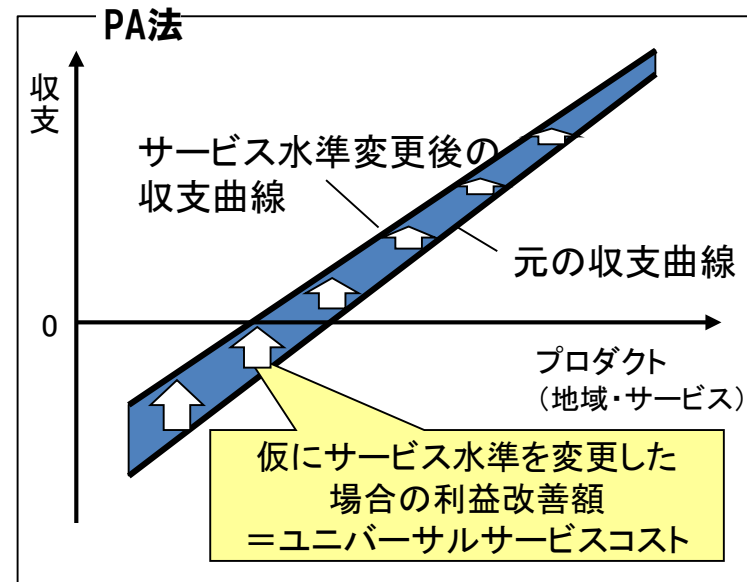 PA法
収支
サービス水準変更後の
収支曲線
元の収支曲線
0
プロダクト
（地域・サービス）
仮にサービス水準を変更した
場合の利益改善額
＝ユニバーサルサービスコスト